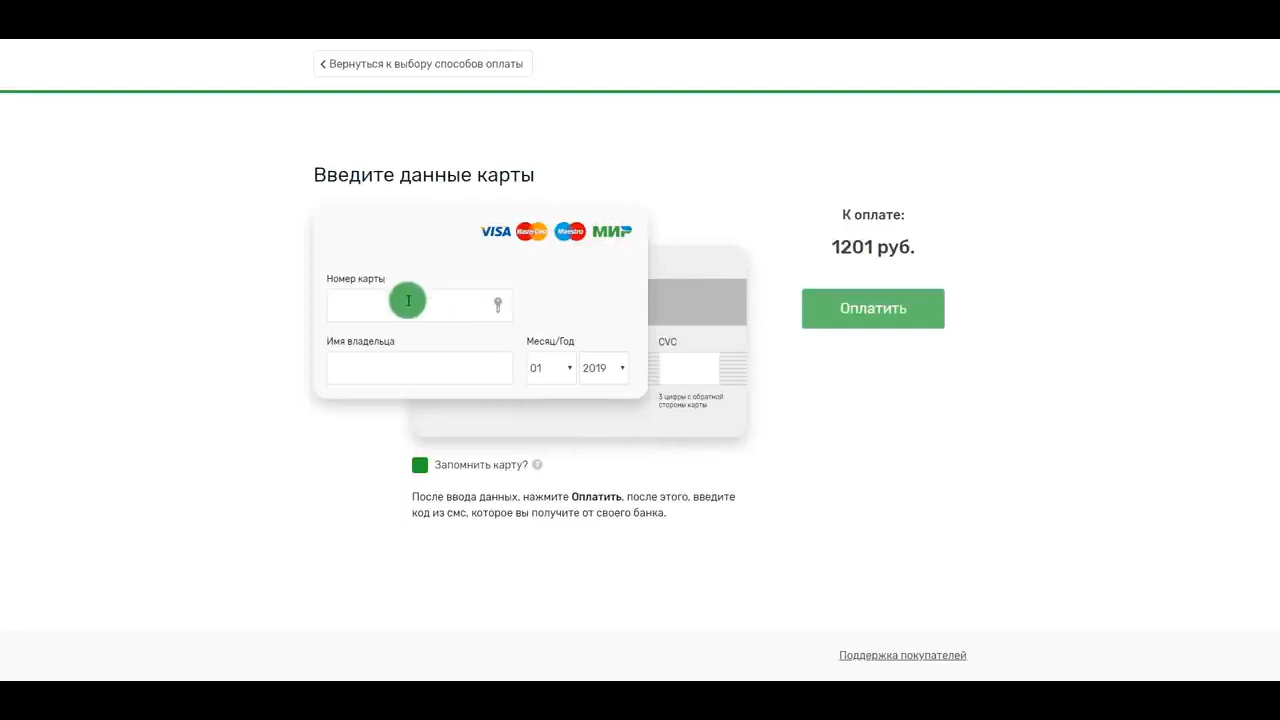 Вернуться к выбору способов оплаты
Введите данные карты
VISA MasterCard Maestro МИР
Номер карты
Имя владельца
Месяц/Год
01 2019
CVC
3 цифры с обратной
стороны карты
К оплате:
1201 руб.
Оплатить
Запомнить карту? ?
После ввода данных, нажмите Оплатить, после этого, введите
код из смс, которое вы получите от своего банка.
Поддержка покупателей